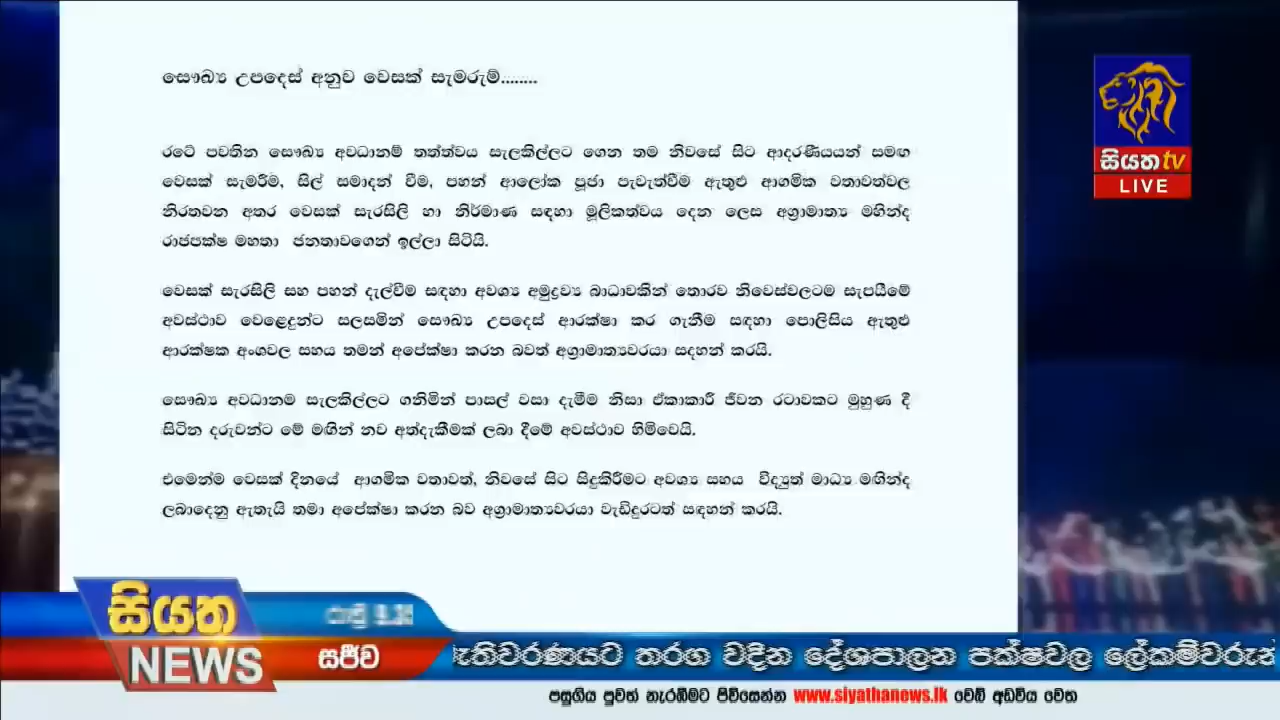 සෞඛ්‍ය උපදෙස් අනුව වෙසක් සැමරුම්........
සියත tv
LIVE
රටේ පවතින සෞඛ්‍ය අවධානම් තත්ත්වය සැලකිල්ලට ගෙන තම නිවසේ සිට ආදරණීයයන් සමඟ
වෙසක් සැමරීම, සිල් සමාදන් වීම, පහන් ආලෝක පූජා පැවැත්වීම ඇතුළු ආගමික වතාවත්වල
නිරතවන අතර වෙසක් සැරසිලි හා නිර්මාණ සඳහා මූලිකත්වය දෙන ලෙස අග්‍රාමාත්‍ය මහින්ද
රාජපක්ෂ මහතා ජනතාවගෙන් ඉල්ලා සිටියි.
වෙසක් සැරසිලි සහ පහන් දැල්වීම සඳහා අවශ්‍ය අමුද්‍රව්‍ය බාධාවකින් තොරව නිවෙස්වලටම සැපයීමේ
අවස්ථාව වෙළෙඳුන්ට සලසමින් සෞඛ්‍ය උපදෙස් ආරක්ෂා කර ගැනීම සඳහා පොලිසිය ඇතුළු
ආරක්ෂක අංශවල සහය තමන් අපේක්ෂා කරන බවත් අග්‍රාමාත්‍යවරයා සඳහන් කරයි.
සෞඛ්‍ය අවධානම සැලකිල්ලට ගනිමින් පාසල් වසා දැමීම නිසා ඒකාකාරී ජීවන රටාවකට මුහුණ දී
සිටින දරුවන්ට මේ මඟින් නව අත්දැකීමක් ලබා දීමේ අවස්ථාව හිමිවෙයි.
එමෙන්ම වෙසක් දිනයේ ආගමික වතාවත්, නිවසේ සිට සිදුකිරීමට අවශ්‍ය සහය විද්‍යුත් මාධ්‍ය මඟින්ද
ලබාදෙනු ඇතැයි තමා අපේක්ෂා කරන බව අග්‍රාමාත්‍යවරයා වැඩිදුරටත් සඳහන් කරයි.
සියත
NEWS
සජීව
මැතිවරණයට තරග වදින දේශපාලන පක්ෂවල ලේකම්වරුන්
පසුගිය පුවත් නැරඹීමට පිවිසෙන්න www.siyathanews.lk වෙබ් අඩවිය වෙත